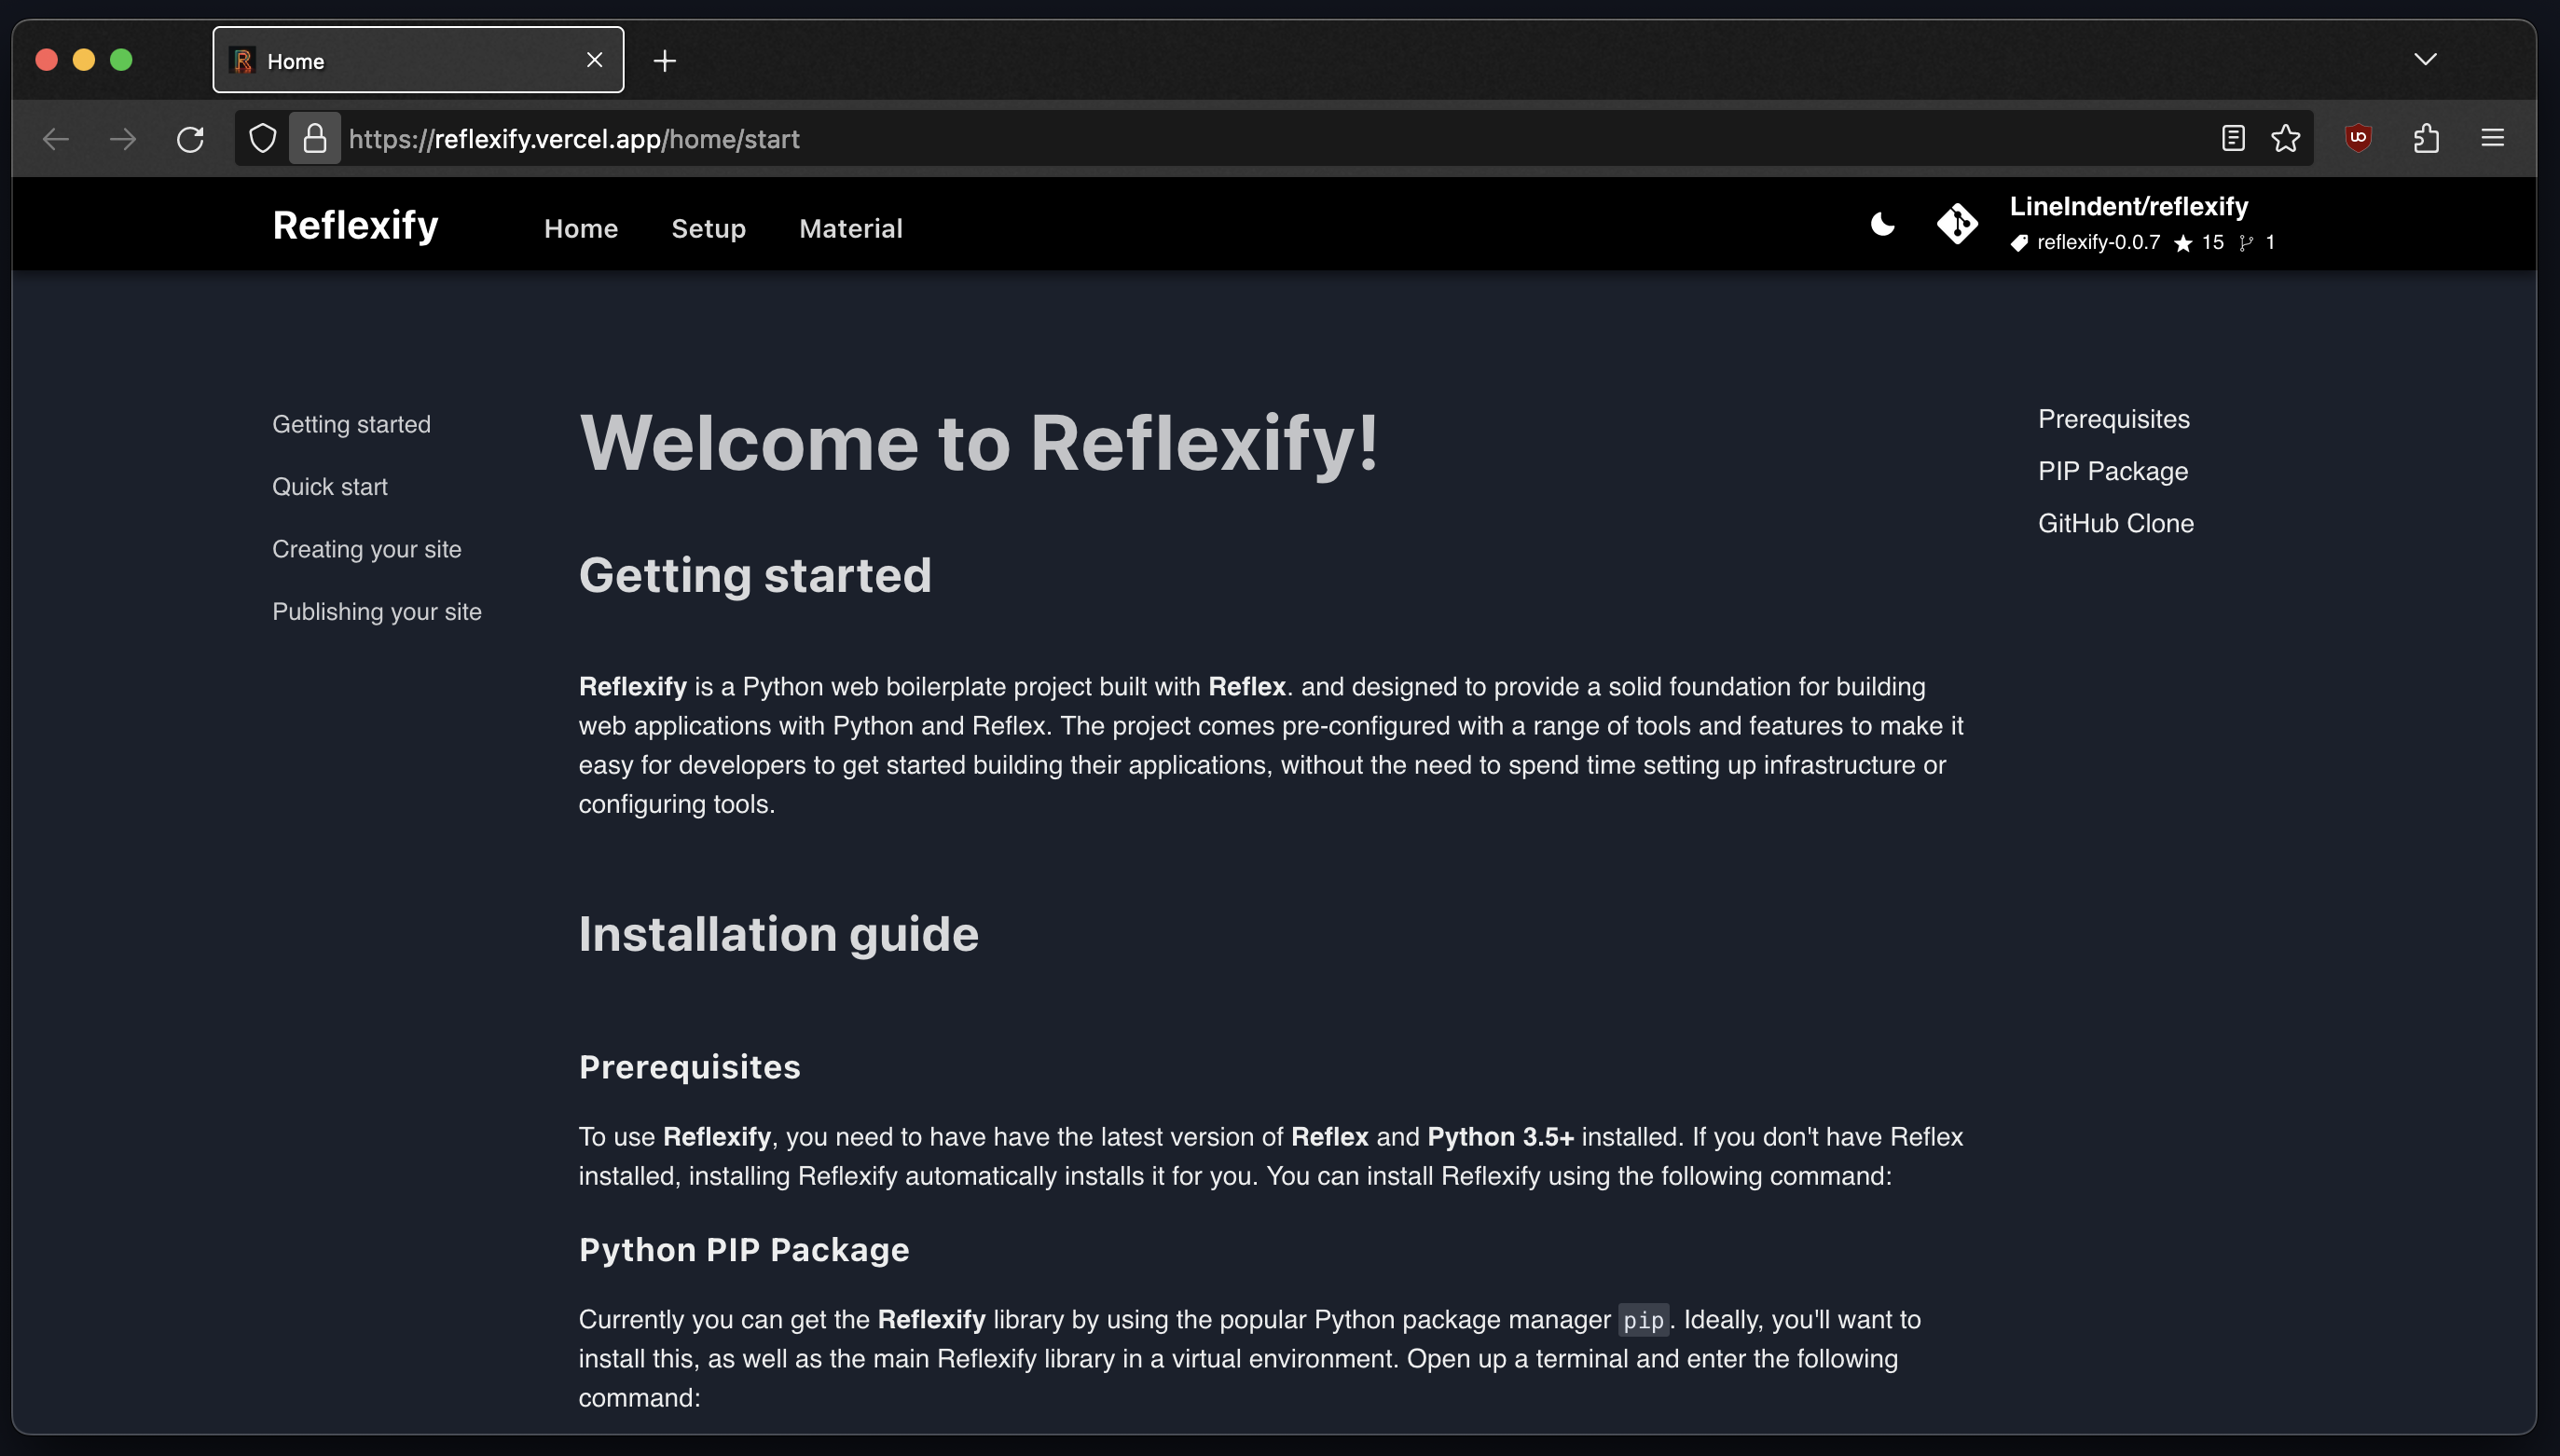 Home
https://reflexify.vercel.app/home/start
Reflexify
Home
Setup
Material
LineIndent/reflexify
reflexify-0.0.7 15 1
Getting started
Quick start
Creating your site
Publishing your site
Welcome to Reflexify!
Getting started
Reflexify is a Python web boilerplate project built with Reflex. and designed to provide a solid foundation for building
web applications with Python and Reflex. The project comes pre-configured with a range of tools and features to make it
easy for developers to get started building their applications, without the need to spend time setting up infrastructure or
configuring tools.
Installation guide
Prerequisites
To use Reflexify, you need to have have the latest version of Reflex and Python 3.5+ installed. If you don't have Reflex
installed, installing Reflexify automatically installs it for you. You can install Reflexify using the following command:
Python PIP Package
Currently you can get the Reflexify library by using the popular Python package manager pip. Ideally, you'll want to
install this, as well as the main Reflexify library in a virtual environment. Open up a terminal and enter the following
command:
Prerequisites
PIP Package
GitHub Clone